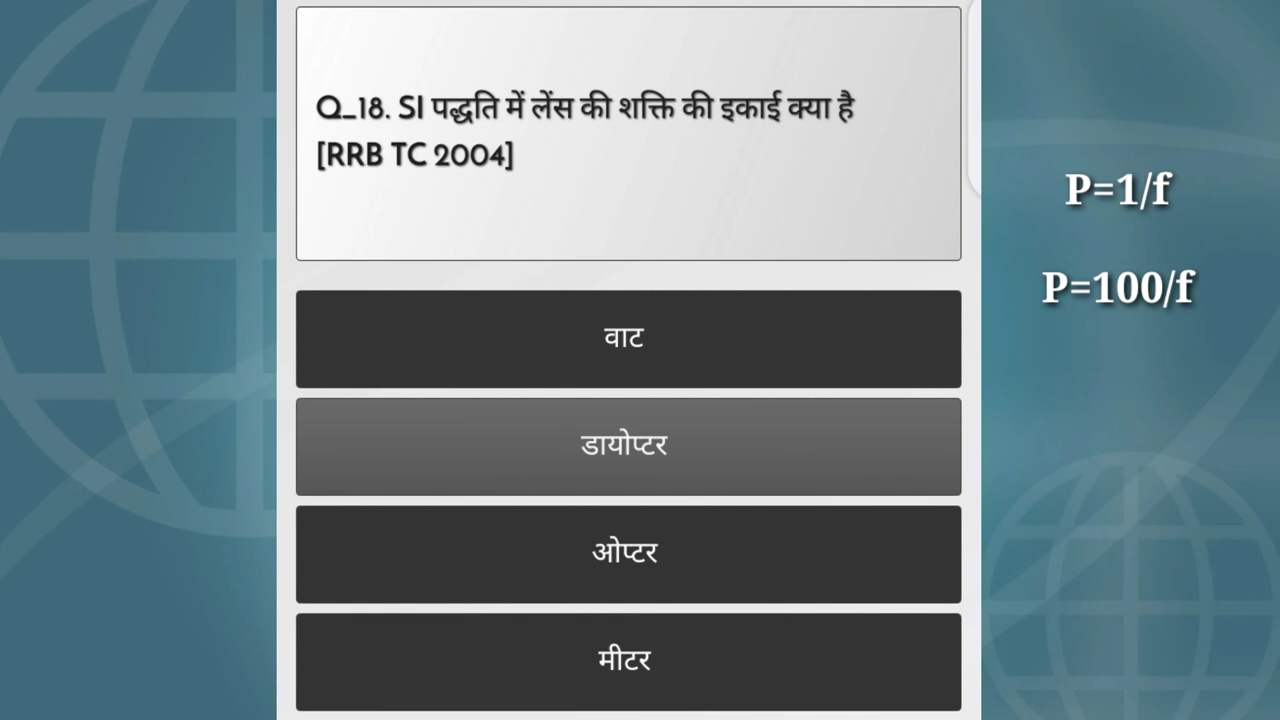 Q_18. SI पद्धति में लेंस की शक्ति की इकाई क्या है
[RRB TC 2004]
वाट
डायोप्टर
ओप्टर
मीटर
P=1/f
P=100/f